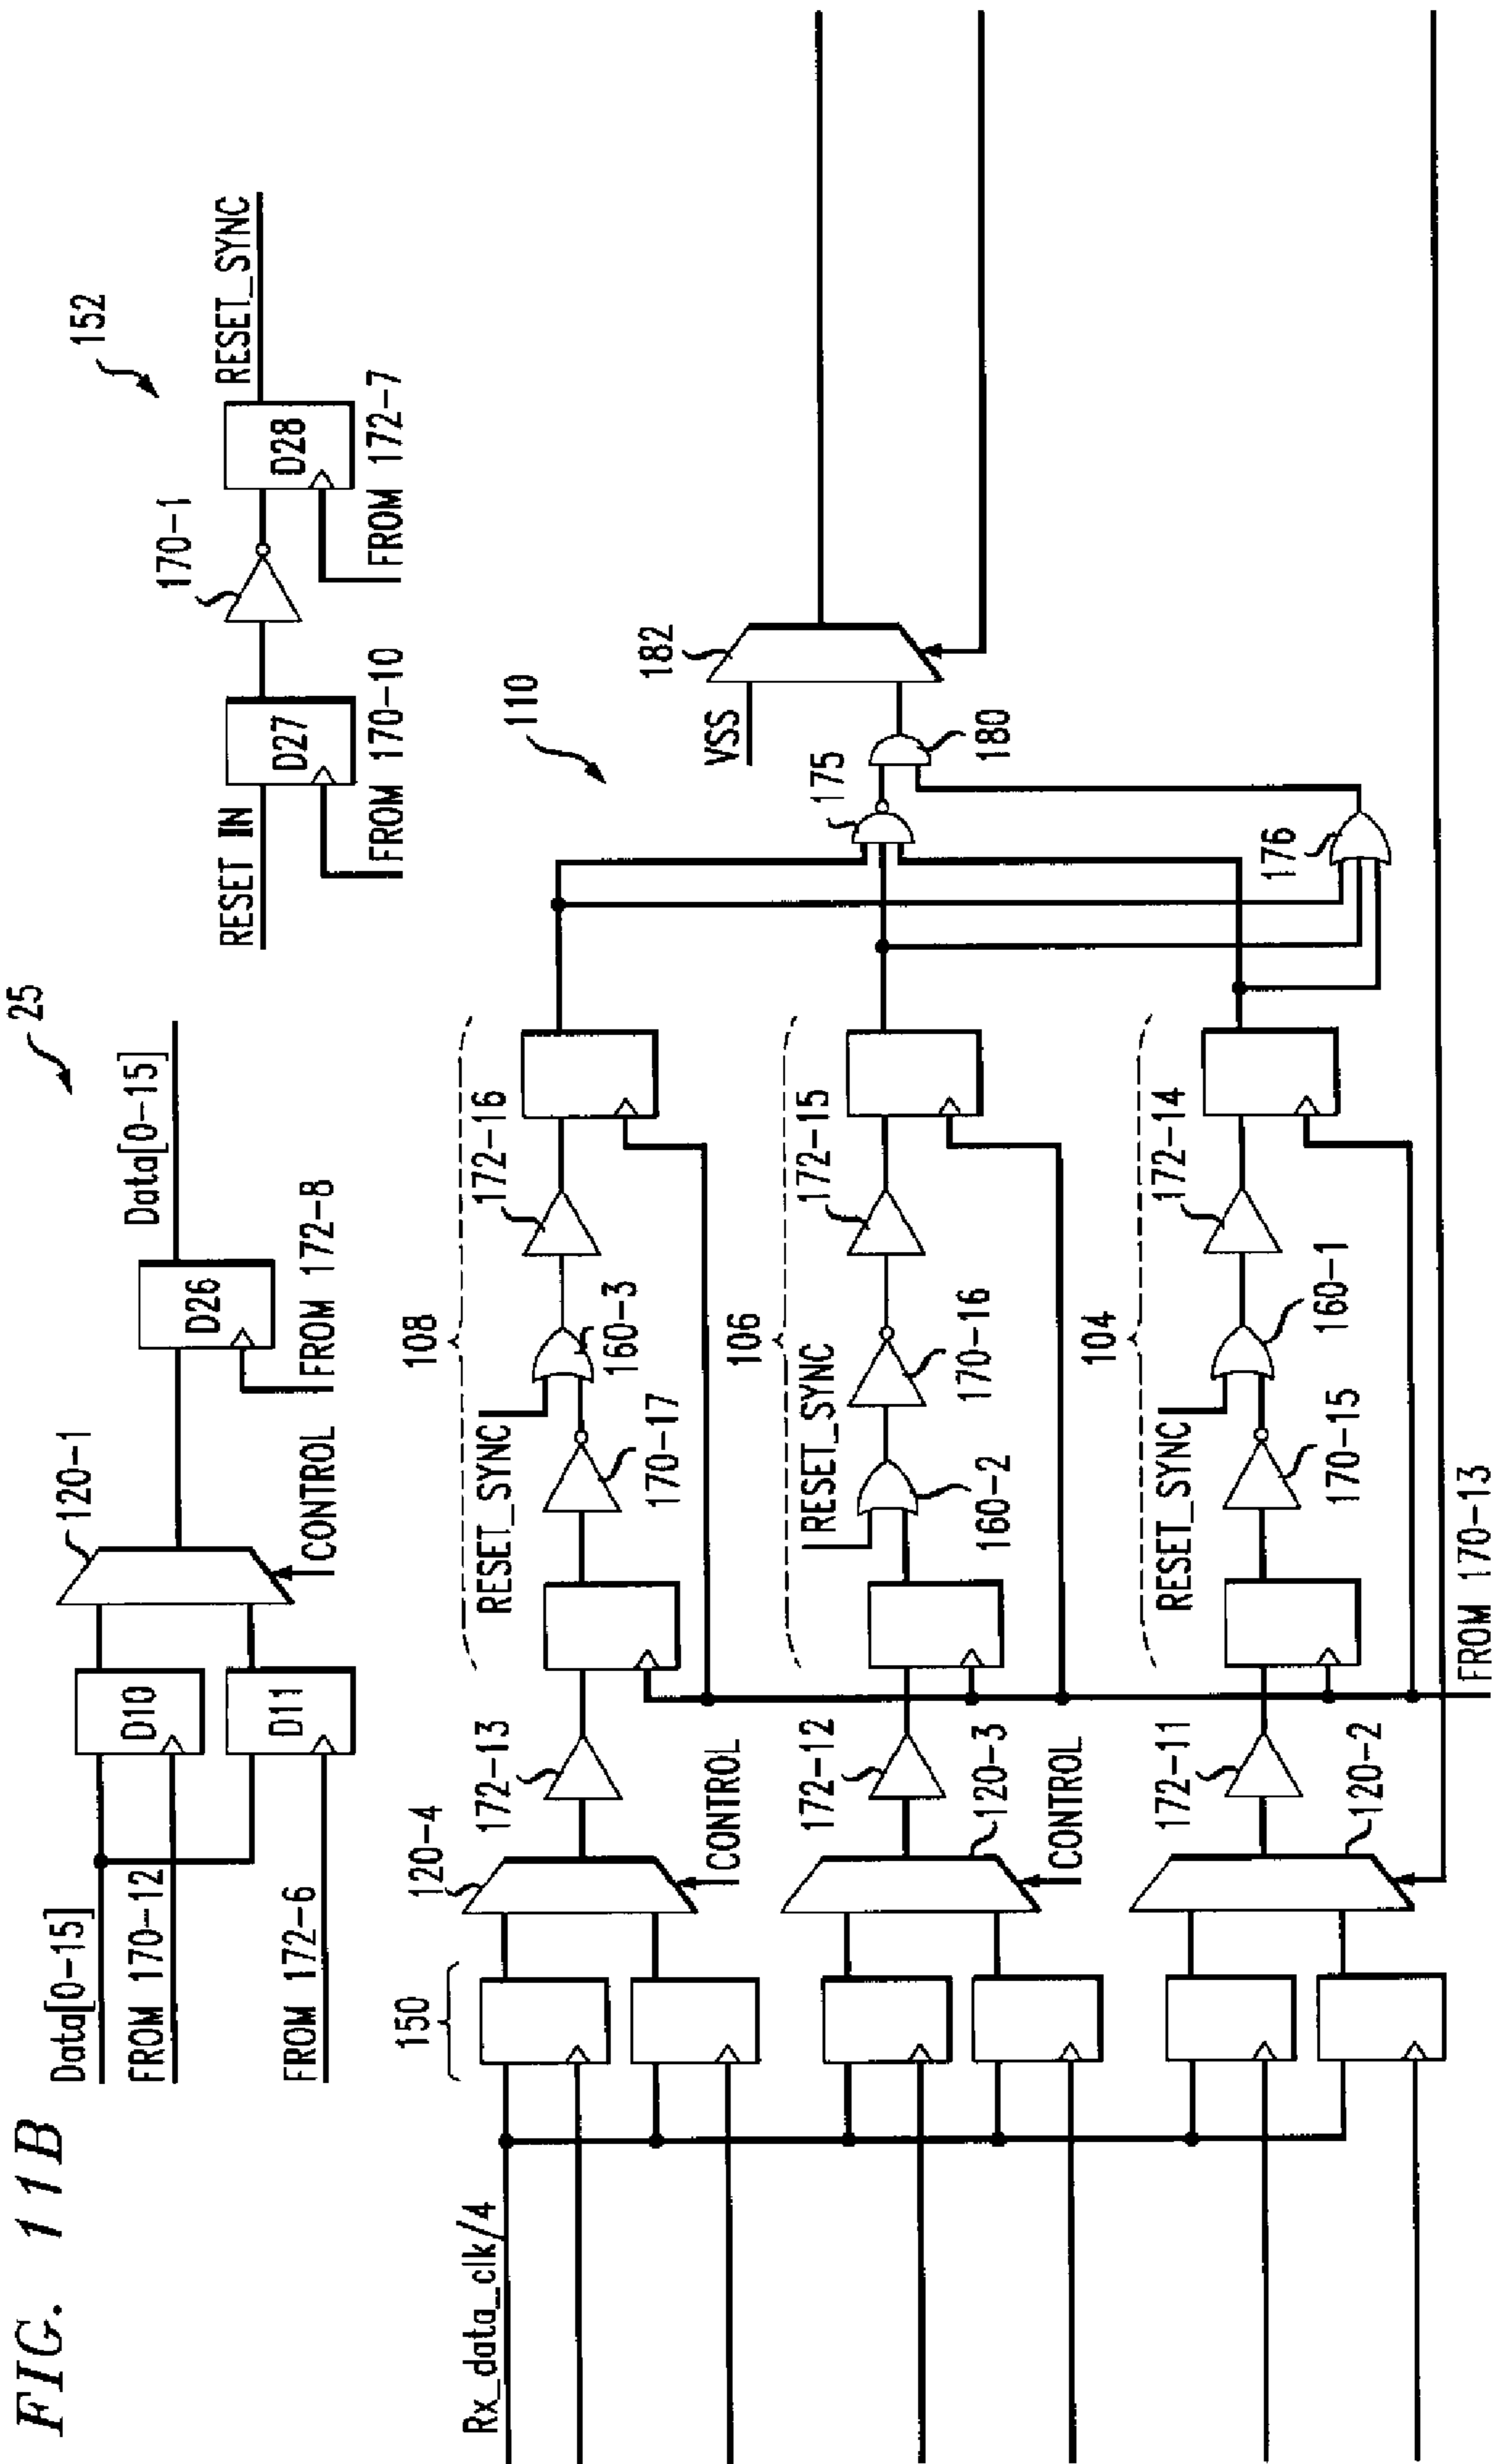 FIG. 11B
25
Data[0-15]
FROM 170-12
FROM 172-6
D10
D11
120-1
CONTROL
D26
FROM 172-8
Data[0-15]
152
RESET IN
D27
FROM 170-10
170-1
D28
FROM 172-7
RESET_SYNC
Rx_data_clk/4
150
120-4
CONTROL
172-13
108
RESET_SYNC
170-17
160-3
172-16
120-3
CONTROL
172-12
106
RESET_SYNC
160-2
170-16
172-15
120-2
172-11
104
RESET_SYNC
170-15
160-1
172-14
FROM 170-13
110
175
176
180
VSS
182